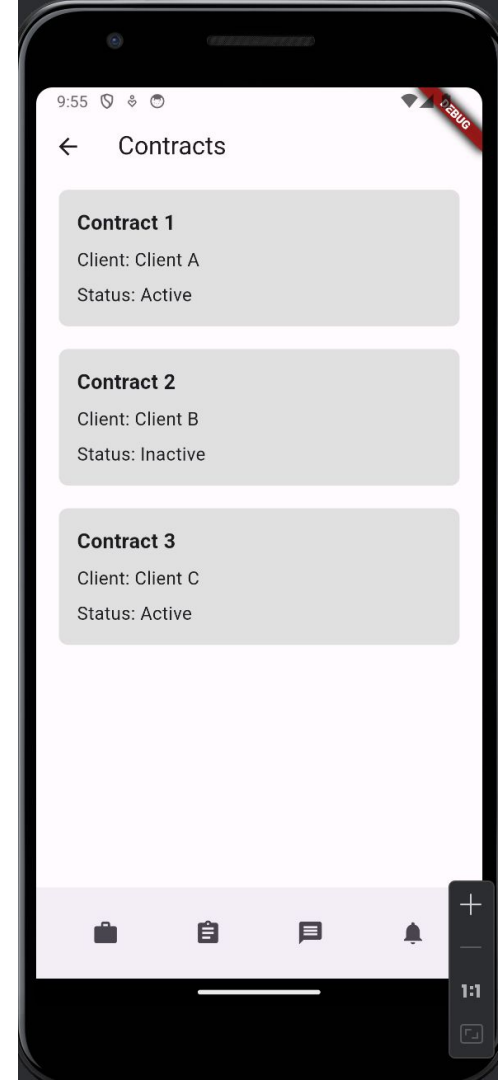 9:55
DEBUG
Contracts
Contract 1
Client: Client A
Status: Active
Contract 2
Client: Client B
Status: Inactive
Contract 3
Client: Client C
Status: Active
1:1